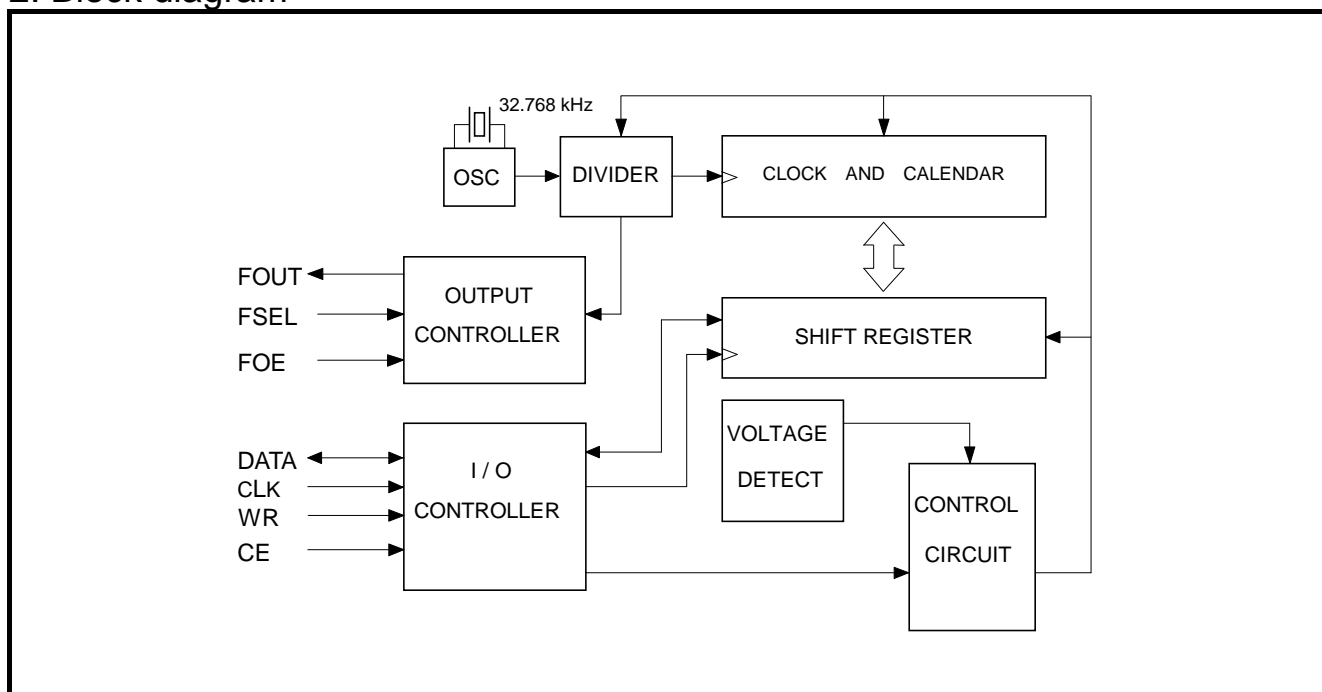 2. Block diagram
32.768 kHz
OSC
DIVIDER
CLOCK AND CALENDAR
FOUT
FSEL
FOE
OUTPUT
CONTROLLER
SHIFT REGISTER
DATA
CLK
WR
CE
I / O
CONTROLLER
VOLTAGE
DETECT
CONTROL
CIRCUIT